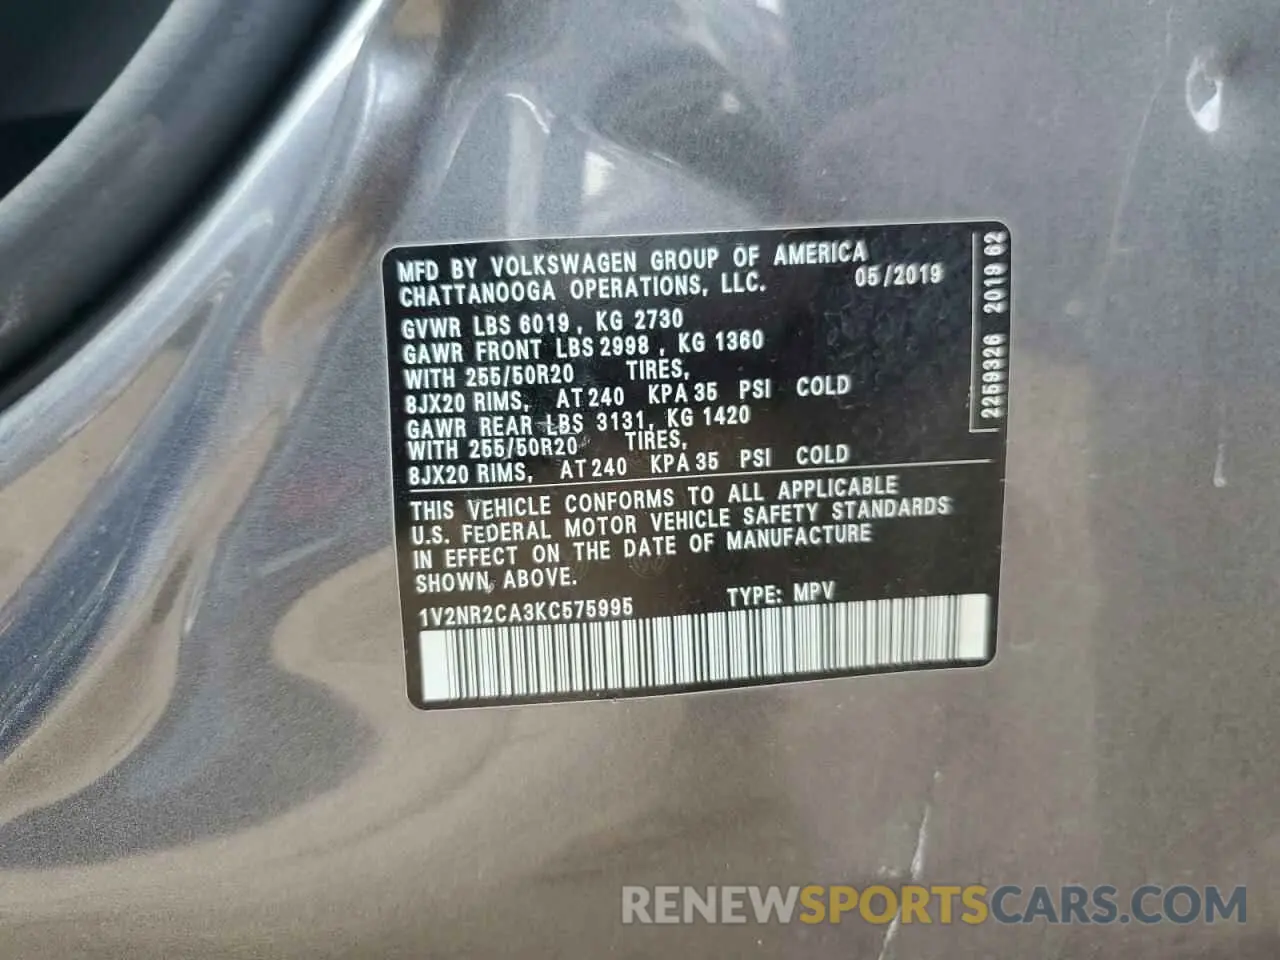 MFD BY VOLKSWAGEN GROUP OF AMERICA
CHATTANOOGA OPERATIONS, LLC. 05/2019
GVWR LBS 6019, KG 2730
GAWR FRONT LBS 2998, KG 1360
WITH 255/50R20 TIRES,
8JX20 RIMS, AT 240 KPA 35 PSI COLD
GAWR REAR LBS 3131, KG 1420
WITH 255/50R20 TIRES,
8JX20 RIMS, AT 240 KPA 35 PSI COLD
THIS VEHICLE CONFORMS TO ALL APPLICABLE
U.S. FEDERAL MOTOR VEHICLE SAFETY STANDARDS
IN EFFECT ON THE DATE OF MANUFACTURE
SHOWN ABOVE.
1V2NR2CA3KC575995 TYPE: MPV
2259326 2019 62
RENEWSPORTSCARS.COM